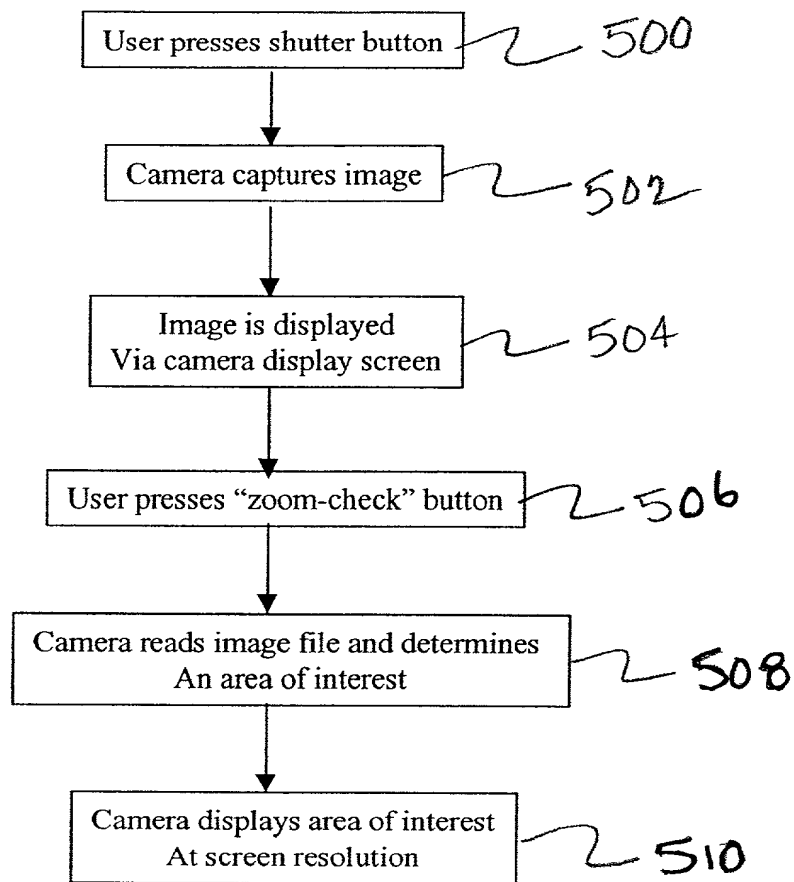 User presses shutter button 500
Camera captures image 502
Image is displayed
Via camera display screen 504
User presses “zoom-check” button 506
Camera reads image file and determines
An area of interest 508
Camera displays area of interest
At screen resolution 510